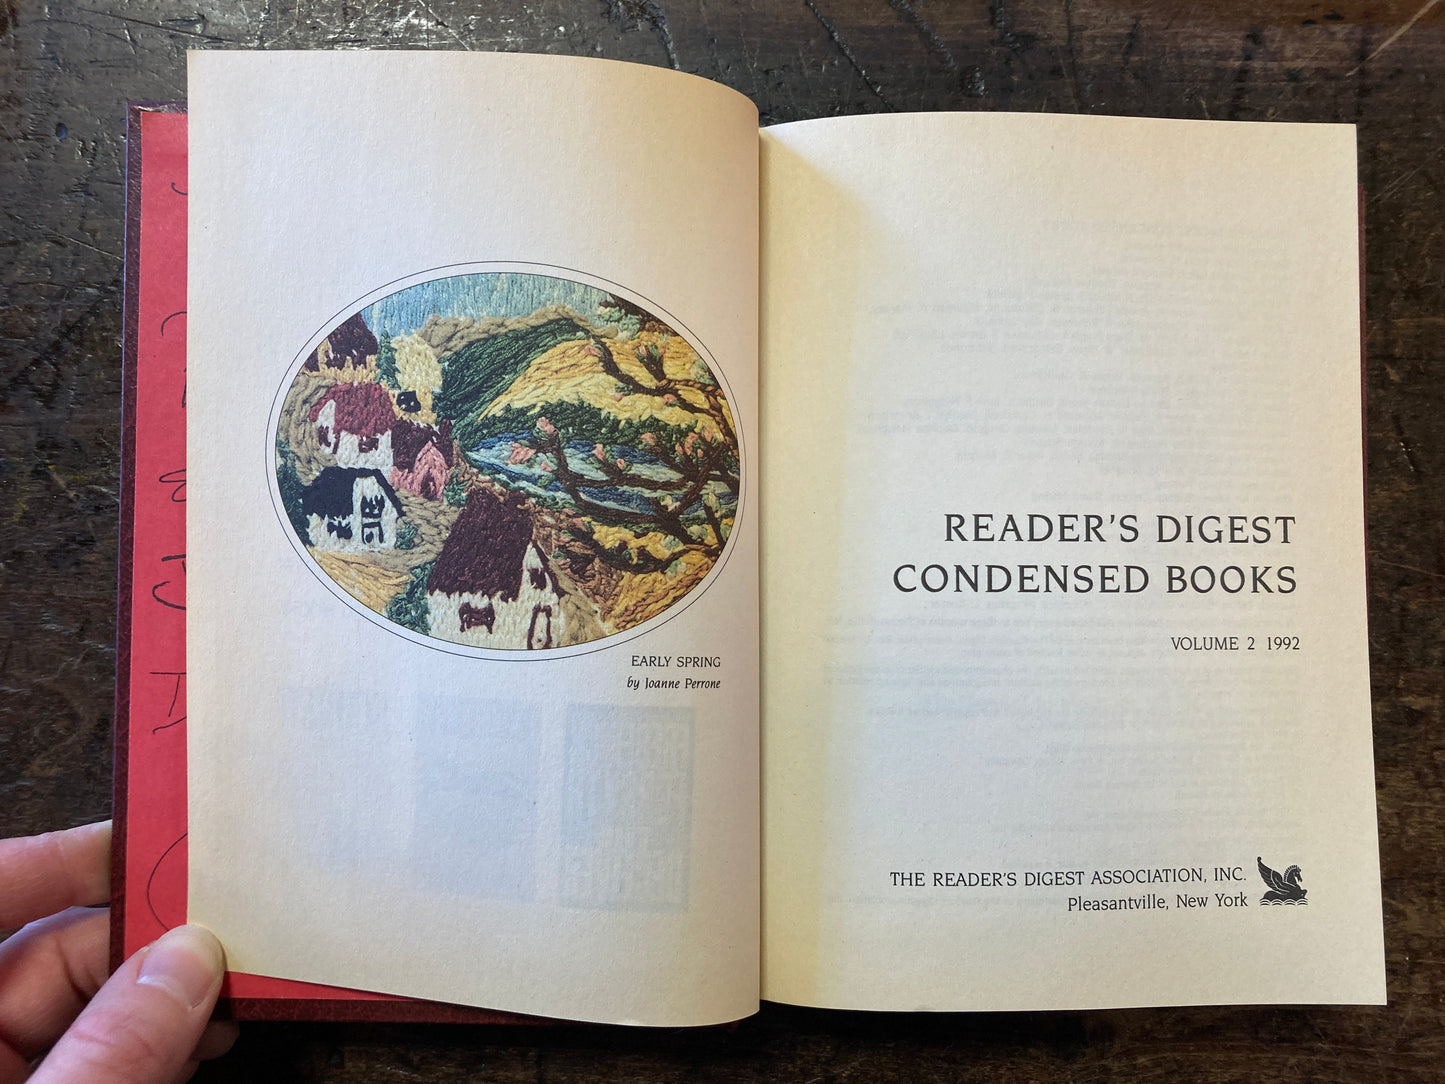 EARLY SPRING
by Joanne Perrone
READER'S DIGEST
CONDENSED BOOKS
VOLUME 2 1992
THE READER'S DIGEST ASSOCIATION, INC.
Pleasantville, New York